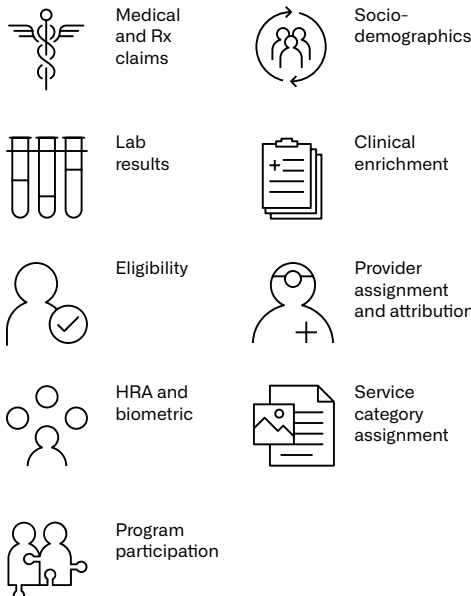 Medical
and Rx
claims
Socio-
demographics
Lab
results
Clinical
enrichment
Eligibility
Provider
assignment
and attribution
HRA and
biometric
Service
category
assignment
Program
participation